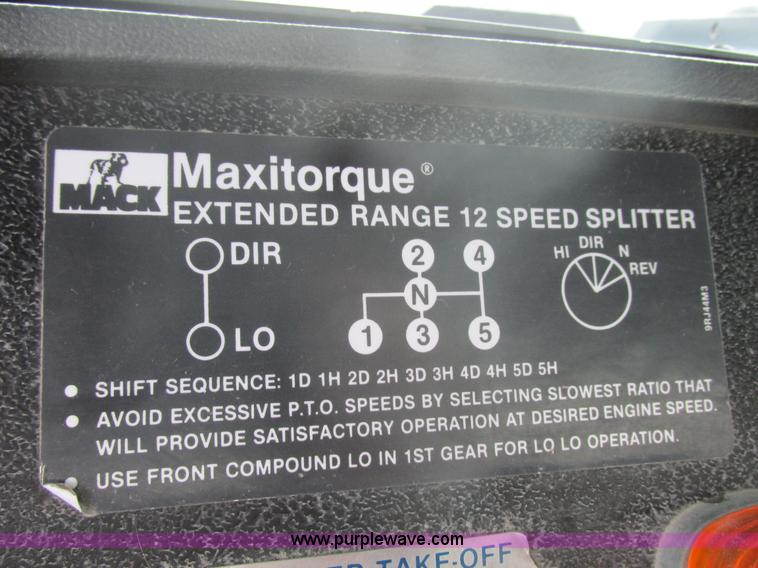 MACK
Maxitorque®
EXTENDED RANGE 12 SPEED SPLITTER
DIR
LO
2 4
N
1 3 5
HI DIR N REV
9RJ44M3
• SHIFT SEQUENCE: 1D 1H 2D 2H 3D 3H 4D 4H 5D 5H
• AVOID EXCESSIVE P.T.O. SPEEDS BY SELECTING SLOWEST RATIO THAT
WILL PROVIDE SATISFACTORY OPERATION AT DESIRED ENGINE SPEED.
• USE FRONT COMPOUND LO IN 1ST GEAR FOR LO LO OPERATION.
www.purplewave.com
TAKE-OFF